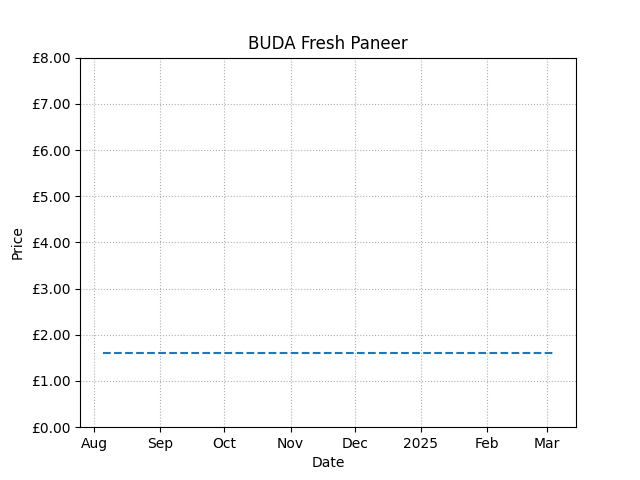 BUDA Fresh Paneer
£8.00
£7.00
£6.00
£5.00
£4.00
£3.00
£2.00
£1.00
£0.00
Price
Aug Sep Oct Nov Dec 2025 Feb Mar
Date